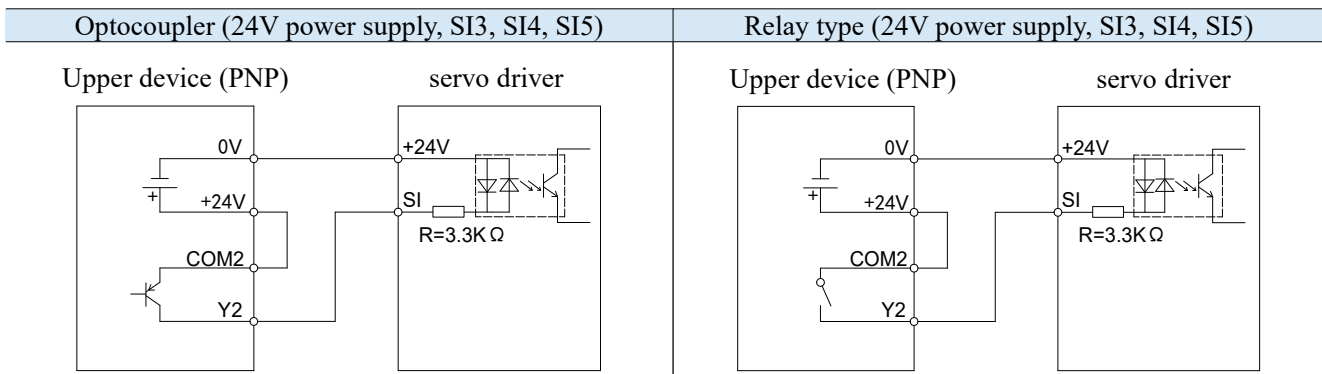 Optocoupler (24V power supply, SI3, SI4, SI5)
Relay type (24V power supply, SI3, SI4, SI5)
Upper device (PNP)
servo driver
0V
+24V
+
+24V
SI
R=3.3KΩ
COM2
Y2
Upper device (PNP)
servo driver
0V
+24V
+
+24V
SI
R=3.3KΩ
COM2
Y2